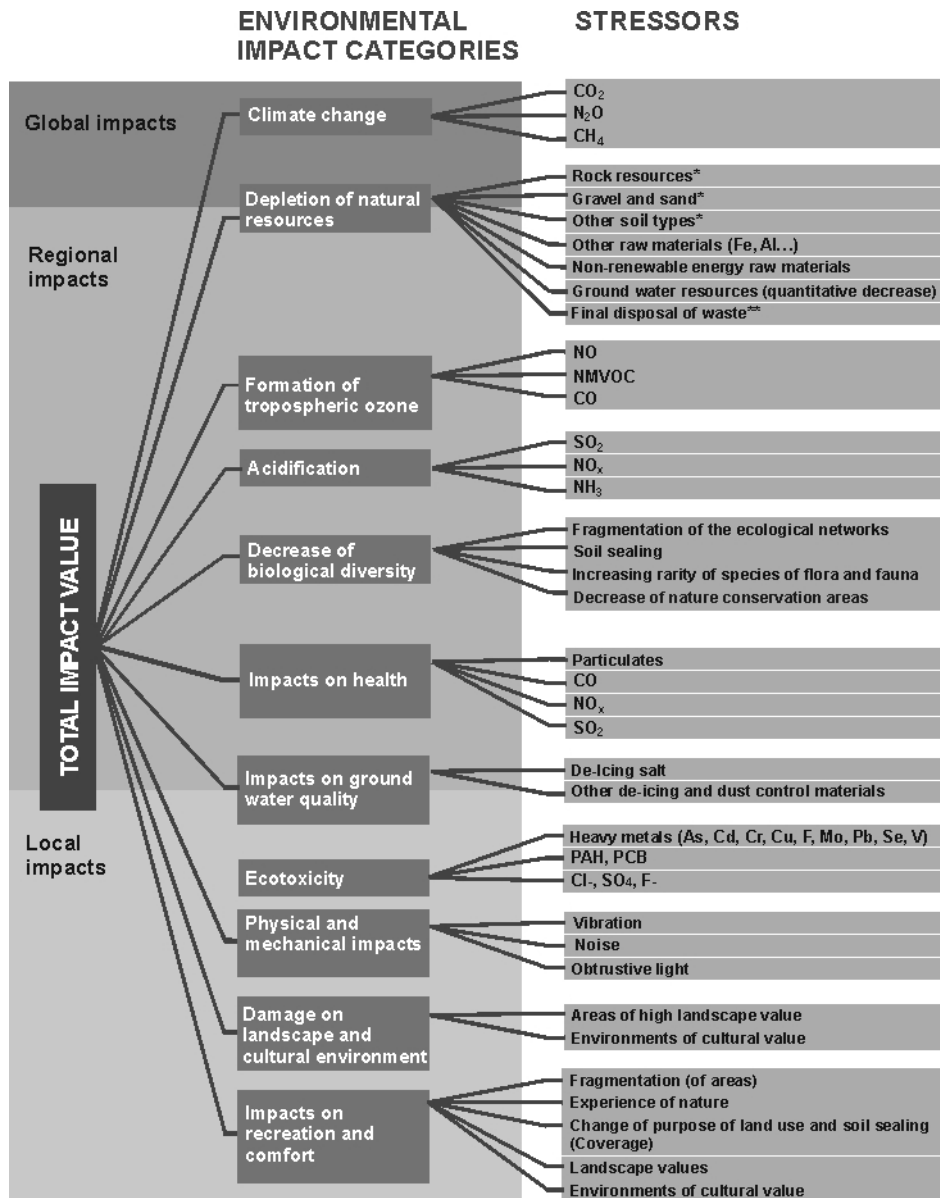 ENVIRONMENTAL
IMPACT CATEGORIES
STRESSORS
Global impacts
Regional
impacts
Local
impacts
TOTAL IMPACT VALUE
Climate change
CO₂
N₂O
CH₄
Depletion of natural
resources
Rock resources*
Gravel and sand*
Other soil types*
Other raw materials (Fe, Al...)
Non-renewable energy raw materials
Ground water resources (quantitative decrease)
Final disposal of waste**
Formation of
tropospheric ozone
NO
NMVOC
CO
Acidification
SO₂
NOₓ
NH₃
Decrease of
biological diversity
Fragmentation of the ecological networks
Soil sealing
Increasing rarity of species of flora and fauna
Decrease of nature conservation areas
Impacts on health
Particulates
CO
NOₓ
SO₂
Impacts on ground
water quality
De-Icing salt
Other de-icing and dust control materials
Ecotoxicity
Heavy metals (As, Cd, Cr, Cu, F, Mo, Pb, Se, V)
PAH, PCB
Cl-, SO₄, F-
Physical and
mechanical impacts
Vibration
Noise
Obtrustive light
Damage on
landscape and
cultural environment
Areas of high landscape value
Environments of cultural value
Impacts on
recreation and
comfort
Fragmentation (of areas)
Experience of nature
Change of purpose of land use and soil sealing
(Coverage)
Landscape values
Environments of cultural value